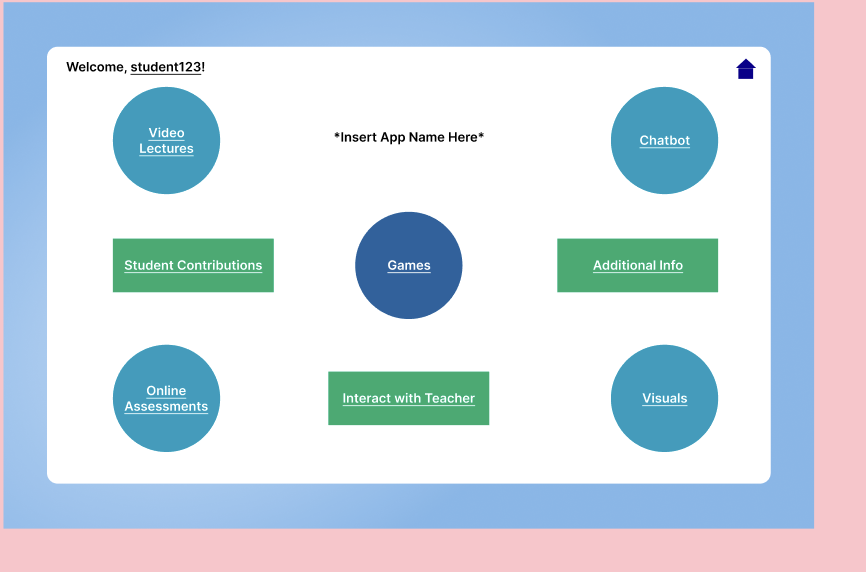 Welcome, student123!
*Insert App Name Here*
Video
Lectures
Chatbot
Student Contributions
Games
Additional Info
Online
Assessments
Interact with Teacher
Visuals